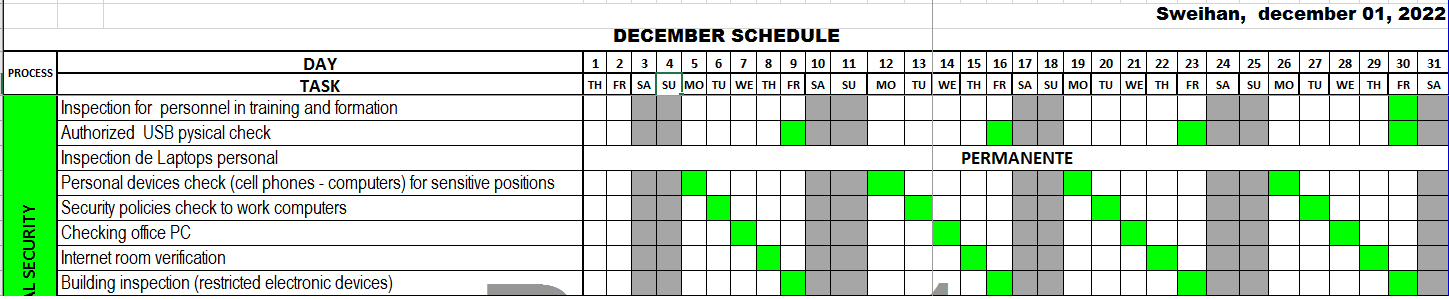 Sweihan,  december 01, 2022
DECEMBER SCHEDULE
PROCESS DAY 1 2 3 4 5 6 7 8 9 10 11 12 13 14 15 16 17 18 19 20 21 22 23 24 25 26 27 28 29 30 31
TASK TH FR SA SU MO TU WE TH FR SA SU MO TU WE TH FR SA SU MO TU WE TH FR SA SU MO TU WE TH FR SA
Inspection for  personnel in training and formation
Authorized  USB pysical check
Inspection de Laptops personal PERMANENTE
Personal devices check (cell phones - computers) for sensitive positions
Security policies check to work computers
Checking office PC
Internet room verification
Building inspection (restricted electronic devices)
SECURITY